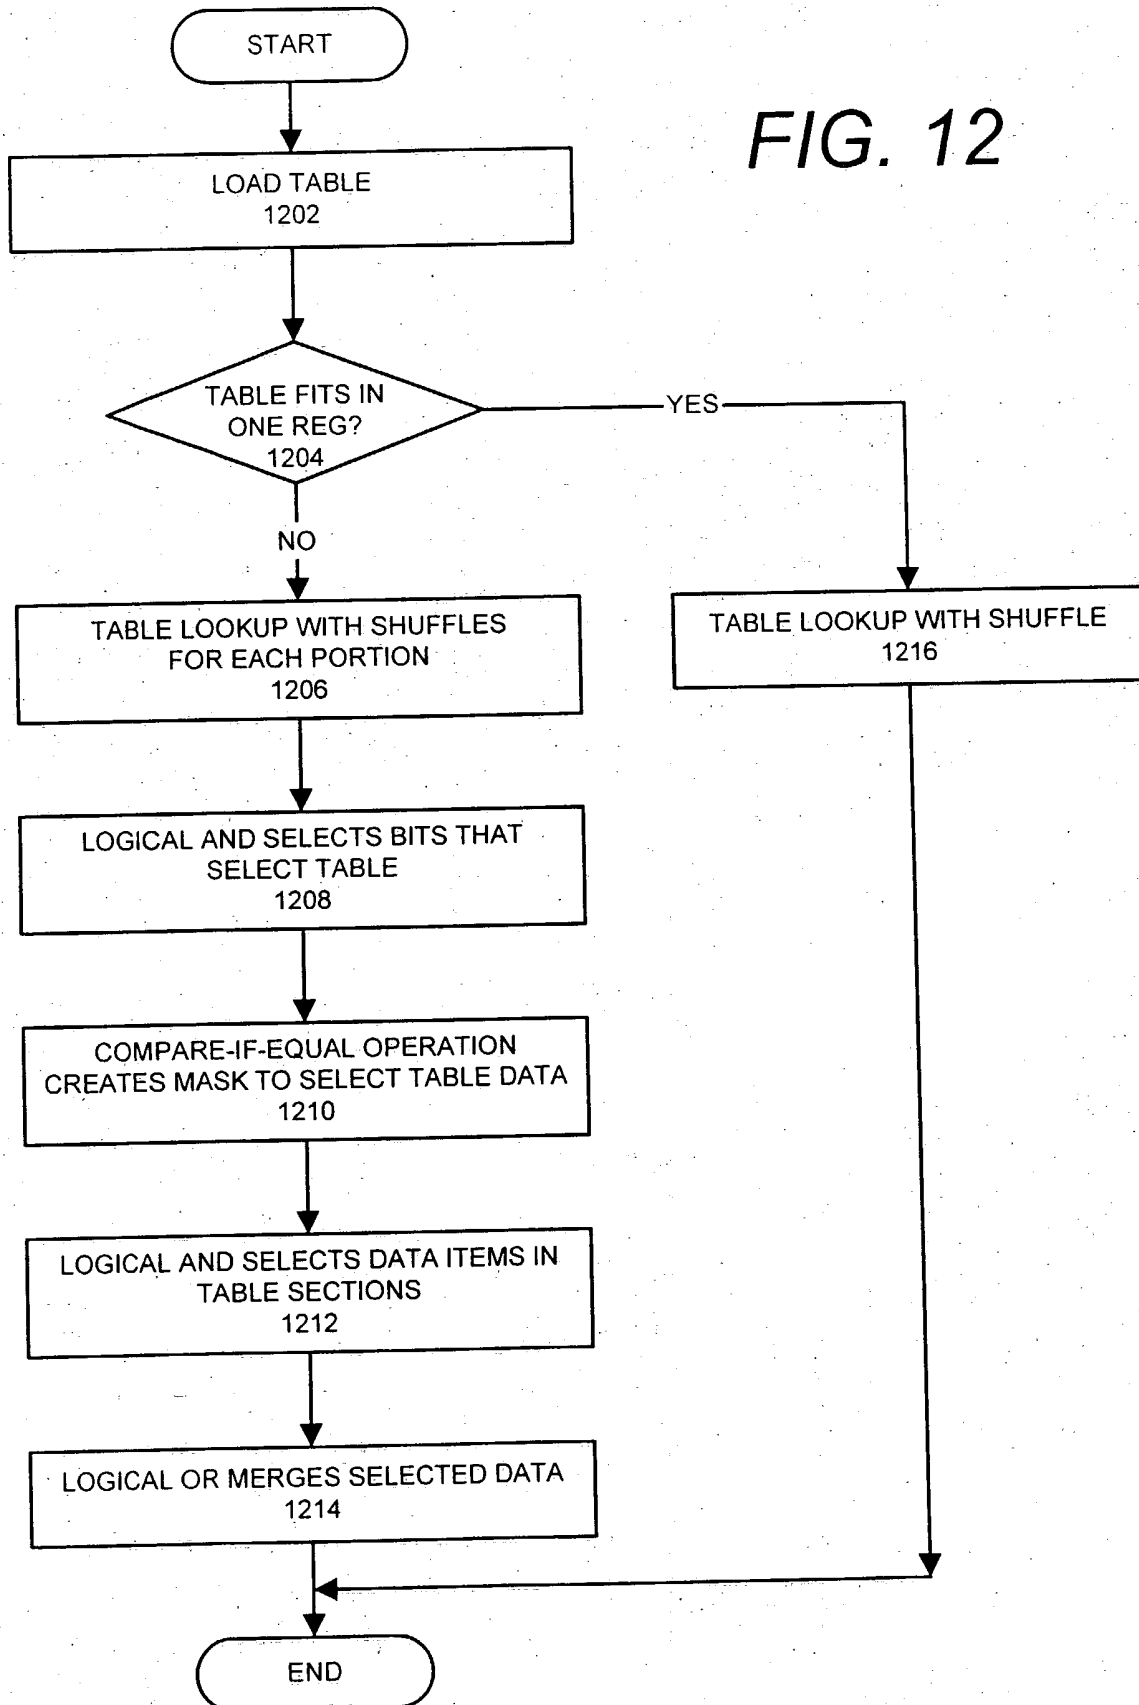 START
FIG. 12
LOAD TABLE
1202
TABLE FITS IN
ONE REG?
1204
YES
NO
TABLE LOOKUP WITH SHUFFLES
FOR EACH PORTION
1206
TABLE LOOKUP WITH SHUFFLE
1216
LOGICAL AND SELECTS BITS THAT
SELECT TABLE
1208
COMPARE-IF-EQUAL OPERATION
CREATES MASK TO SELECT TABLE DATA
1210
LOGICAL AND SELECTS DATA ITEMS IN
TABLE SECTIONS
1212
LOGICAL OR MERGES SELECTED DATA
1214
END